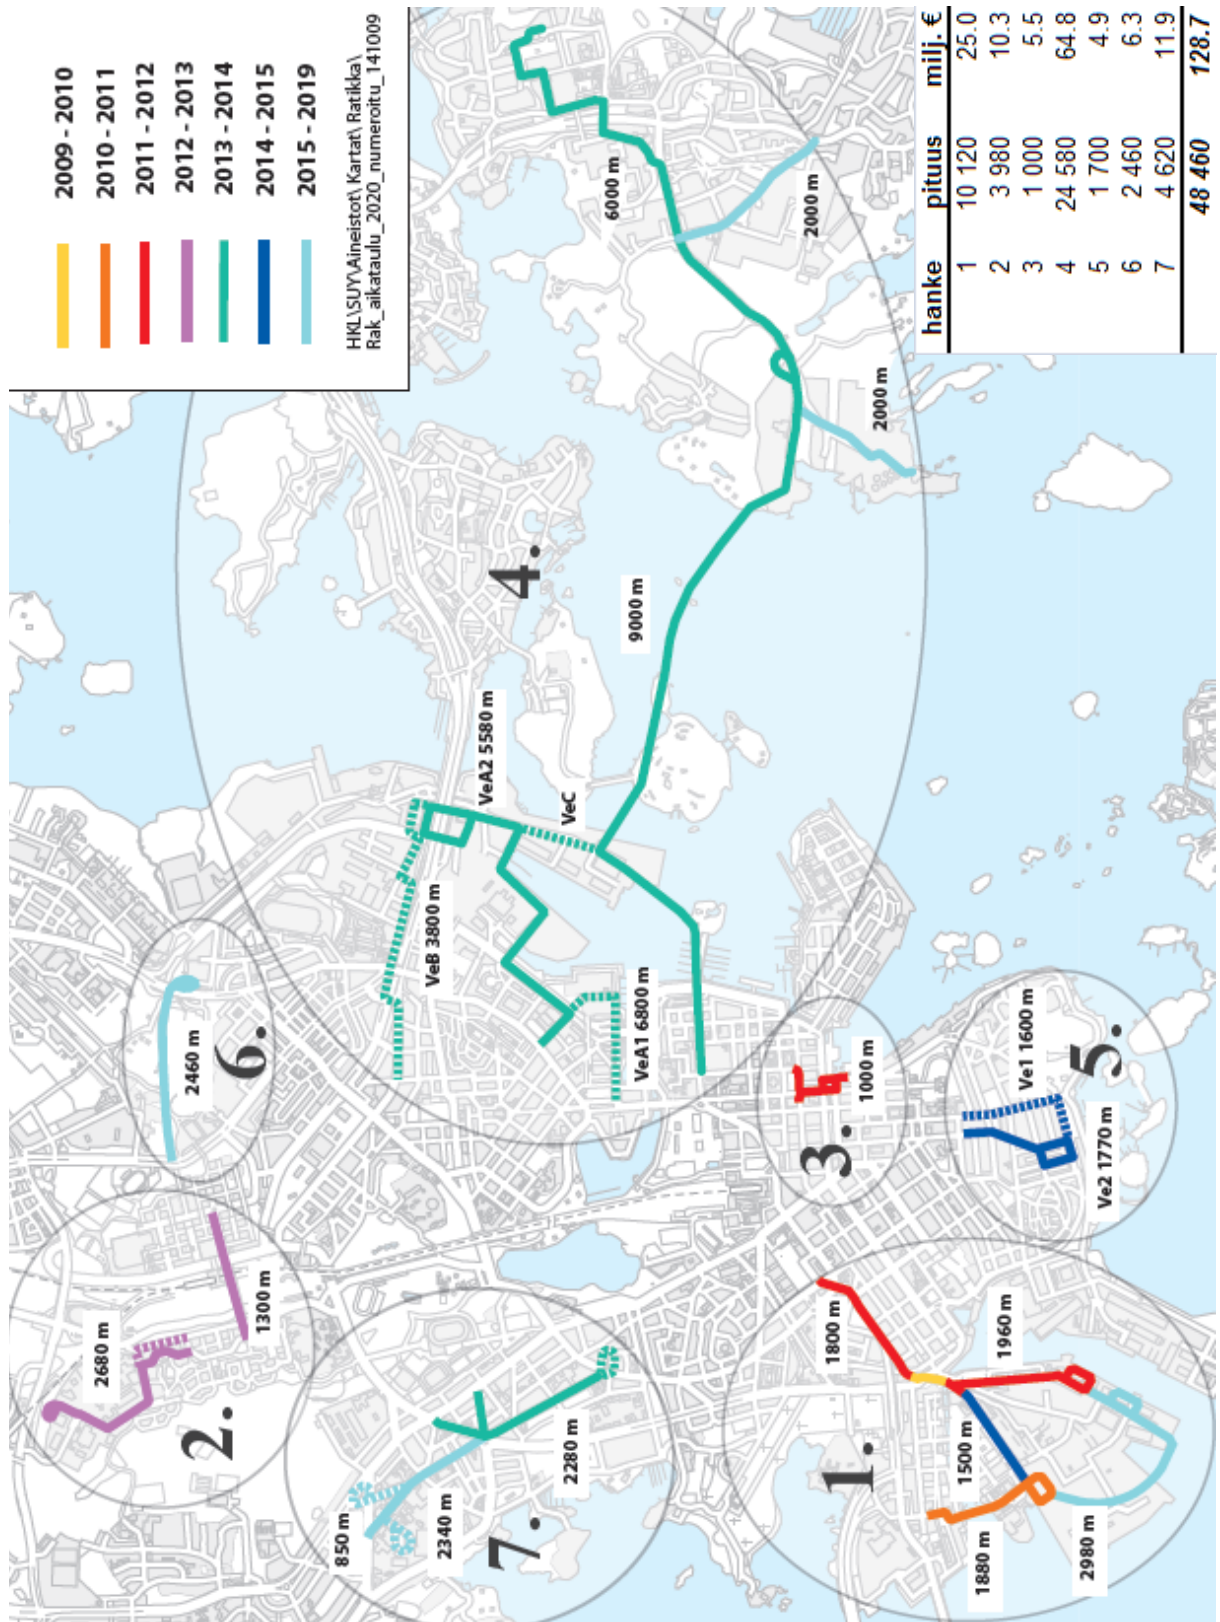 2009 - 2010
2010 - 2011
2011 - 2012
2012 - 2013
2013 - 2014
2014 - 2015
2015 - 2019
HKL\SUY\Aineistot\ Kartat\ Ratikka\
Rak_aikataulu_2020_numeroitu_141009
2.
2680 m
1300 m
6.
2460 m
7.
850 m
2340 m
2280 m
4.
VeB 3800 m
VeA2 5580 m
VeC
VeA1 6800 m
9000 m
6000 m
2000 m
2000 m
3.
1000 m
1.
1800 m
1960 m
1500 m
1880 m
2980 m
5.
Ve1 1600 m
Ve2 1770 m
hanke pituus milj. €
1 10 120 25.0
2 3 980 10.3
3 1 000 5.5
4 24 580 64.8
5 1 700 4.9
6 2 460 6.3
7 4 620 11.9
48 460 128.7